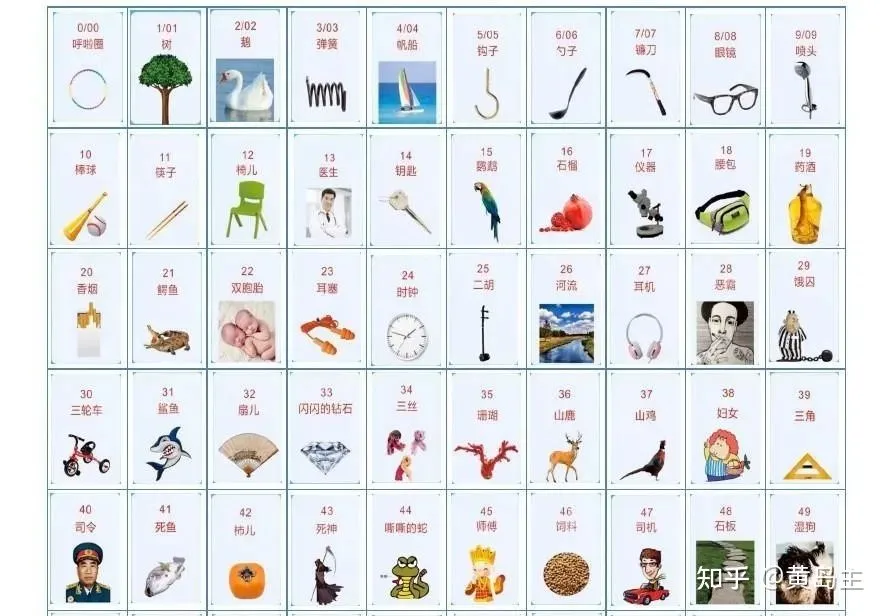 0/00
呼啦圈
1/01
树
2/02
鹅
3/03
弹簧
4/04
帆船
5/05
钩子
6/06
勺子
7/07
镰刀
8/08
眼镜
9/09
喷头
10
棒球
11
筷子
12
椅儿
13
医生
14
钥匙
15
鹦鹉
16
石榴
17
仪器
18
腰包
19
药酒
20
香烟
21
鳄鱼
22
双胞胎
23
耳塞
24
时钟
25
二胡
26
河流
27
耳机
28
恶霸
29
饿囚
30
三轮车
31
鲨鱼
32
扇儿
33
闪闪的钻石
34
三丝
35
珊瑚
36
山鹿
37
山鸡
38
妇女
39
三角
40
司令
41
死鱼
42
柿儿
43
死神
44
嘶嘶的蛇
45
师傅
46
饲料
47
司机
48
石板
49
湿狗
知乎 @黄岛主